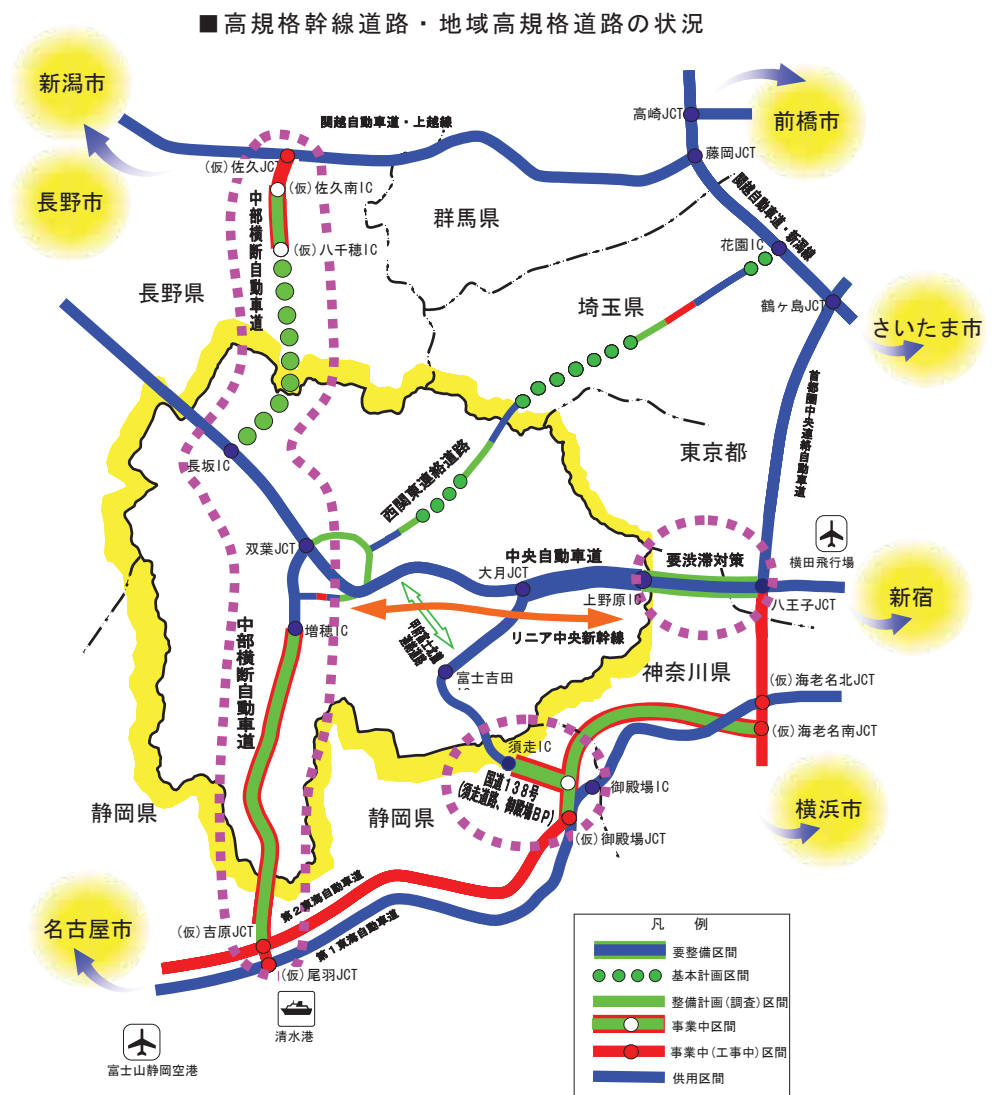 ■高規格幹線道路・地域高規格道路の状況
新潟市
長野市
前橋市
高崎JCT
藤岡JCT
関越自動車道・上越線
(仮)佐久JCT
(仮)佐久南IC
(仮)八千穂IC
中部横断自動車道
群馬県
関越自動車道・新潟線
花園IC
鶴ヶ島JCT
長野県
埼玉県
さいたま市
首都圏中央連絡自動車道
東京都
長坂IC
西関東連絡道路
双葉JCT
中央自動車道
大月JCT
要渋滞対策
上野原IC
横田飛行場
八王子JCT
新宿
増穂IC
リニア中央新幹線
甲府富士北麓
連絡道路
富士吉田
神奈川県
中部横断自動車道
(仮)海老名北JCT
(仮)海老名南JCT
須走IC
国道138号
(須走道路、御殿場BP)
御殿場IC
(仮)御殿場JCT
横浜市
静岡県
静岡県
第2東海自動車道
第1東海自動車道
名古屋市
(仮)吉原JCT
(仮)尾羽JCT
清水港
富士山静岡空港
凡 例
要整備区間
基本計画区間
整備計画(調査)区間
事業中区間
事業中(工事中)区間
供用区間